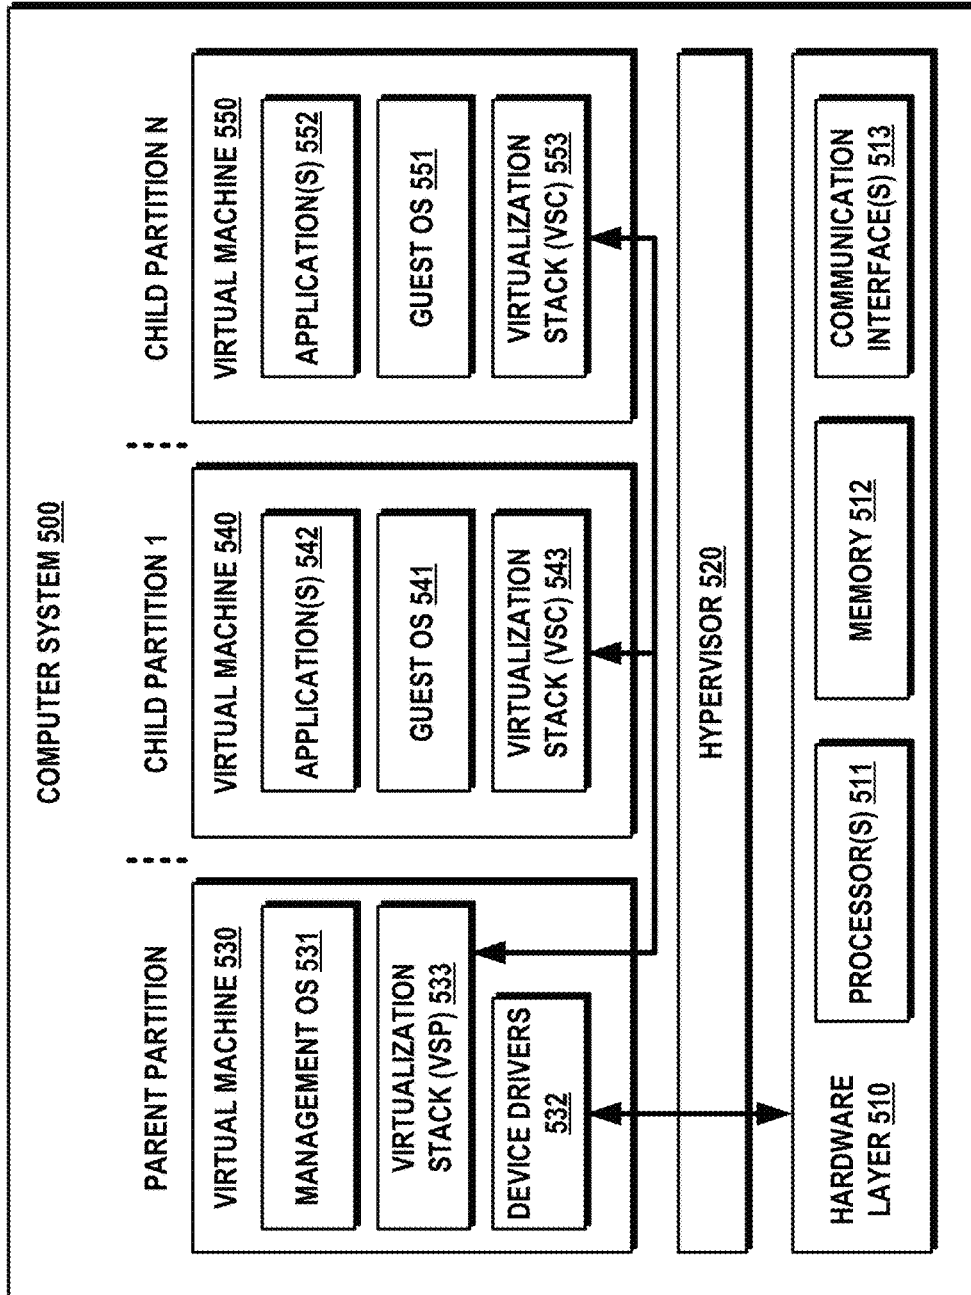 COMPUTER SYSTEM 500
PARENT PARTITION
VIRTUAL MACHINE 530
MANAGEMENT OS 531
VIRTUALIZATION
STACK (VSP) 533
DEVICE DRIVERS
532
CHILD PARTITION 1
VIRTUAL MACHINE 540
APPLICATION(S) 542
GUEST OS 541
VIRTUALIZATION
STACK (VSC) 543
CHILD PARTITION N
VIRTUAL MACHINE 550
APPLICATION(S) 552
GUEST OS 551
VIRTUALIZATION
STACK (VSC) 553
HYPERVISOR 520
HARDWARE
LAYER 510
PROCESSOR(S) 511
MEMORY 512
COMMUNICATION
INTERFACE(S) 513